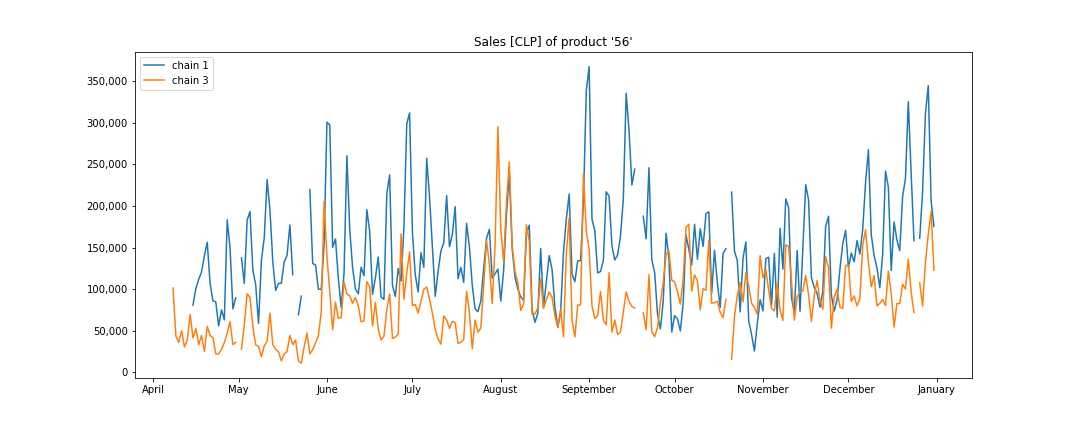 Sales [CLP] of product '56'
chain 1
chain 3
350,000
300,000
250,000
200,000
150,000
100,000
50,000
0
April May June July August September October November December January